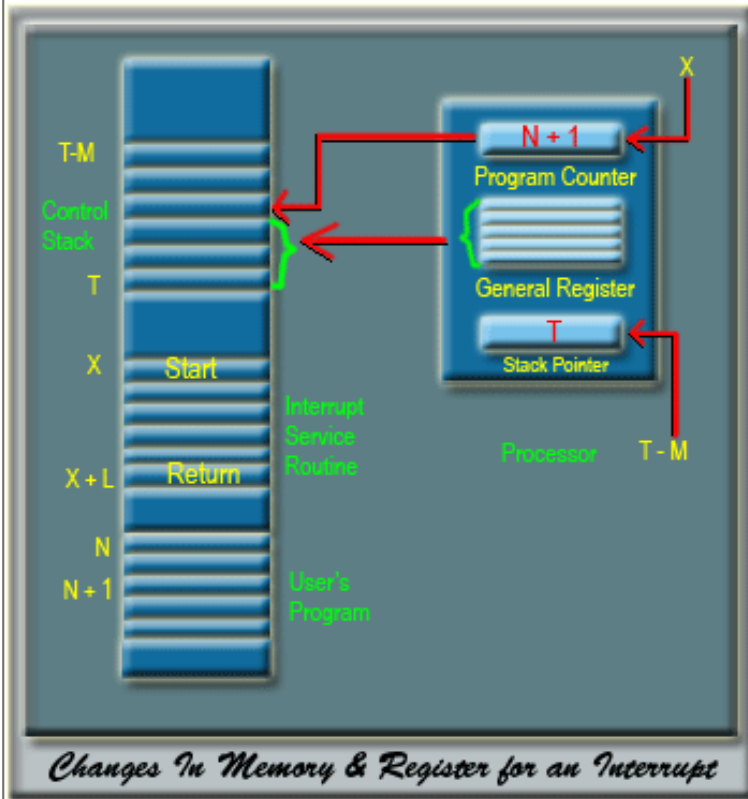 X
N + 1
T-M
Program Counter
Control
Stack
T
General Register
T
Stack Pointer
X
Start
Interrupt
Service
Routine
Processor
T - M
X + L
Return
N
N + 1
User's
Program
Changes In Memory & Register for an Interrupt